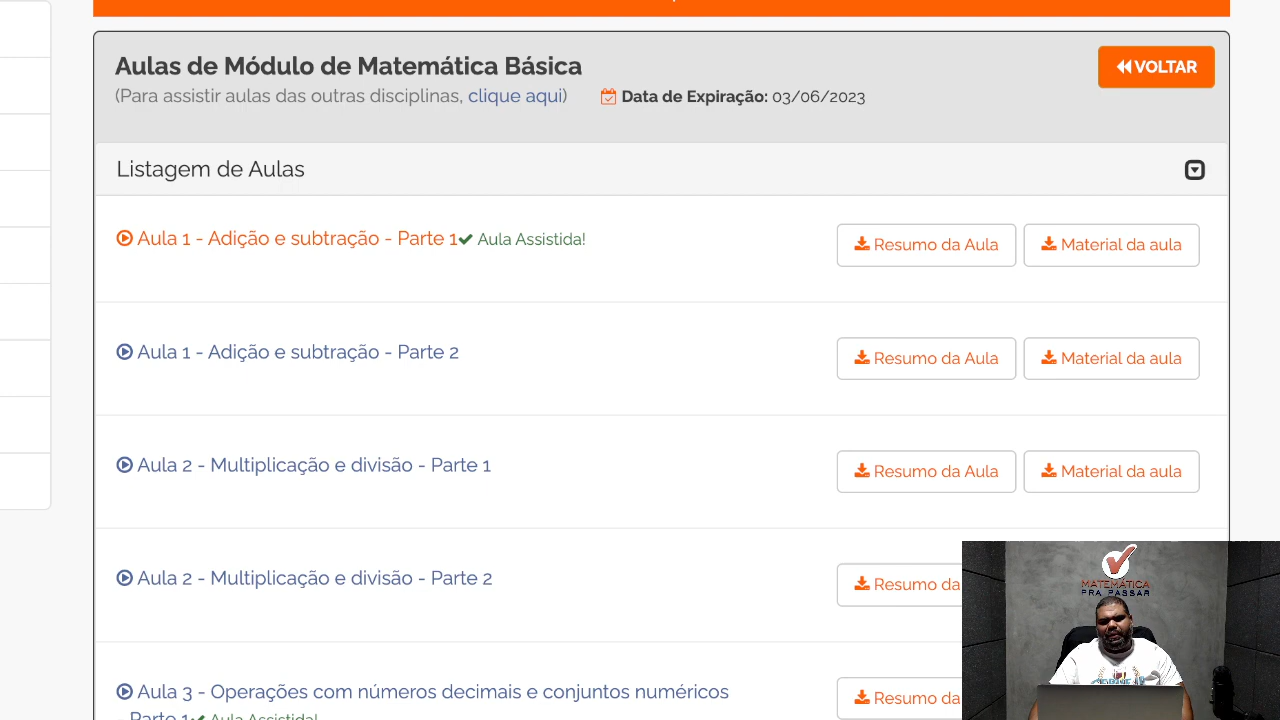 Aulas de Módulo de Matemática Básica
VOLTAR
(Para assistir aulas das outras disciplinas, clique aqui)
Data de Expiração: 03/06/2023
Listagem de Aulas
Aula 1 - Adição e subtração - Parte 1 Aula Assistida!
Resumo da Aula
Material da aula
Aula 1 - Adição e subtração - Parte 2
Resumo da Aula
Material da aula
Aula 2 - Multiplicação e divisão - Parte 1
Resumo da Aula
Material da aula
Aula 2 - Multiplicação e divisão - Parte 2
Resumo da
MATEMÁTICA
PRA PASSAR
Aula 3 - Operações com números decimais e conjuntos numéricos
- Parte 1 Aula Assistida!
Resumo da